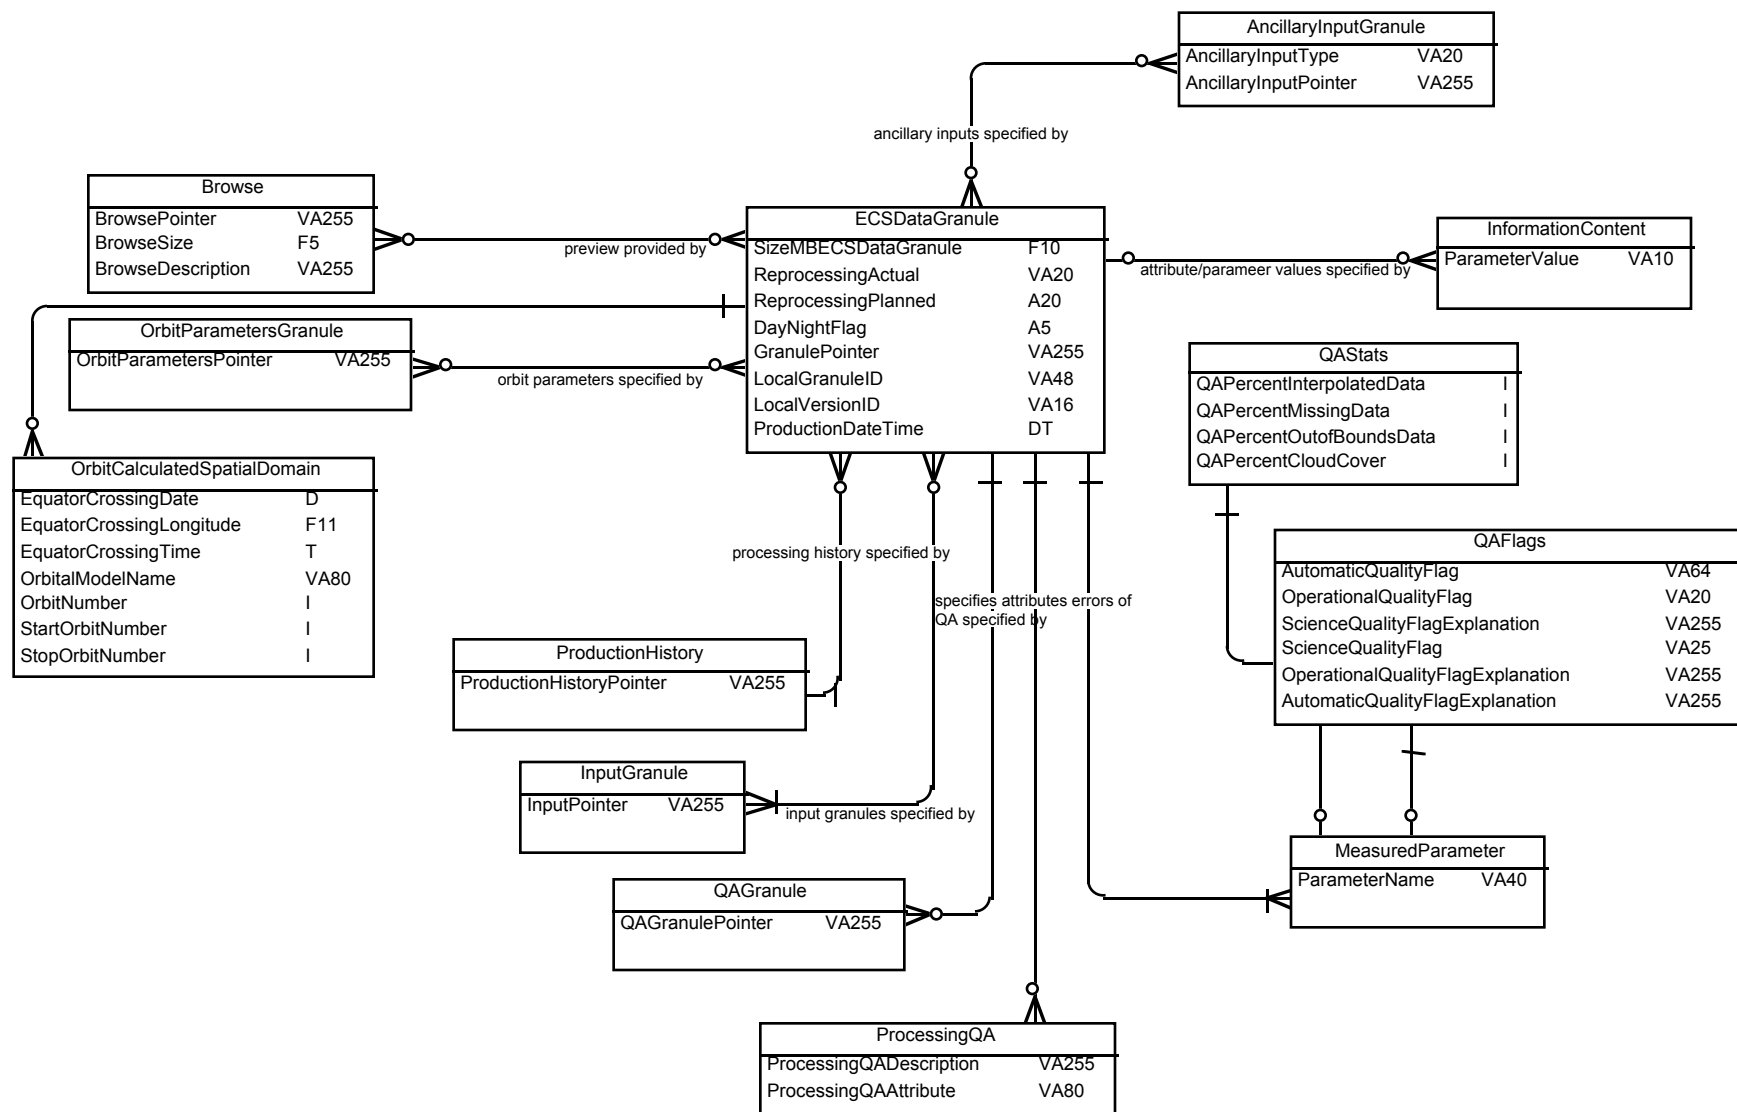 AncillaryInputGranule
AncillaryInputType VA20
AncillaryInputPointer VA255
ancillary inputs specified by
Browse
BrowsePointer VA255
BrowseSize F5
BrowseDescription VA255
preview provided by
ECSDataGranule
SizeMBECSDataGranule F10
ReprocessingActual VA20
ReprocessingPlanned A20
DayNightFlag A5
GranulePointer VA255
LocalGranuleID VA48
LocalVersionID VA16
ProductionDateTime DT
attribute/parameer values specified by
InformationContent
ParameterValue VA10
OrbitParametersGranule
OrbitParametersPointer VA255
orbit parameters specified by
QAStats
QAPercentInterpolatedData I
QAPercentMissingData I
QAPercentOutofBoundsData I
QAPercentCloudCover I
OrbitCalculatedSpatialDomain
EquatorCrossingDate D
EquatorCrossingLongitude F11
EquatorCrossingTime T
OrbitalModelName VA80
OrbitNumber I
StartOrbitNumber I
StopOrbitNumber I
processing history specified by
specifies attributes errors of
QA specified by
QAFlags
AutomaticQualityFlag VA64
OperationalQualityFlag VA20
ScienceQualityFlagExplanation VA255
ScienceQualityFlag VA25
OperationalQualityFlagExplanation VA255
AutomaticQualityFlagExplanation VA255
ProductionHistory
ProductionHistoryPointer VA255
InputGranule
InputPointer VA255
input granules specified by
MeasuredParameter
ParameterName VA40
QAGranule
QAGranulePointer VA255
ProcessingQA
ProcessingQADescription VA255
ProcessingQAAttribute VA80